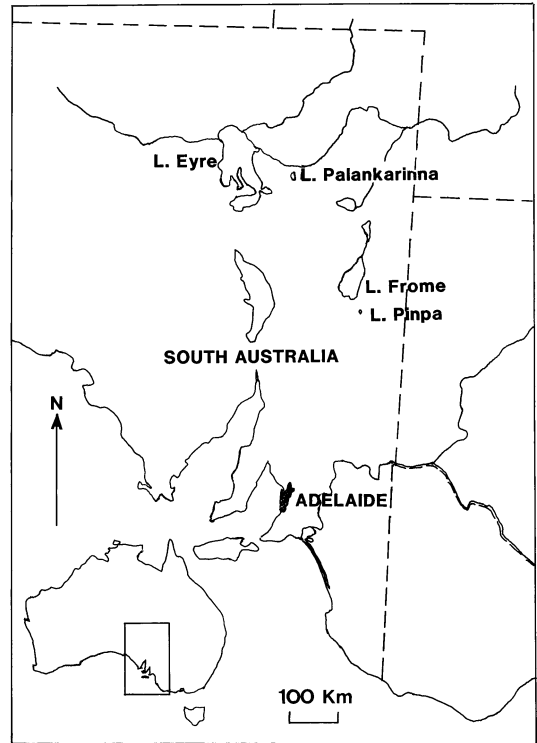 L. Eyre
L. Palankarinna
L. Frome
L. Pinpa
SOUTH AUSTRALIA
N
ADELAIDE
100 Km